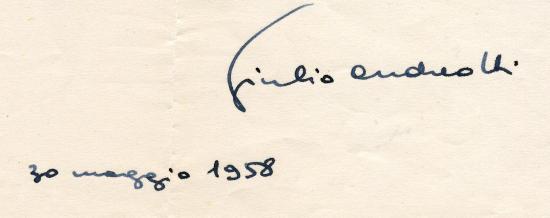 Giulio Andreotti
30 maggio 1958